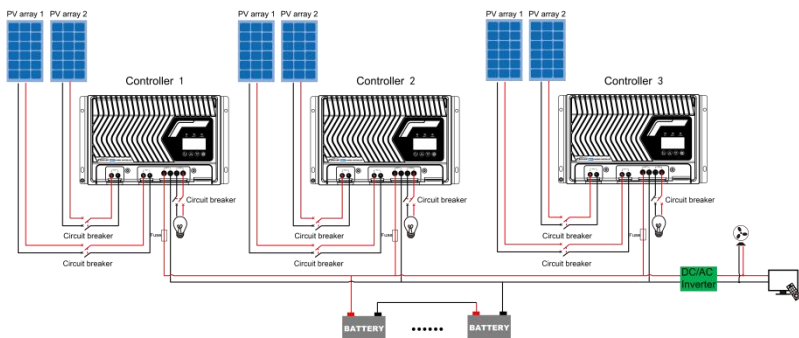 PV array 1 PV array 2
PV array 1 PV array 2
PV array 1 PV array 2
Controller 1
Controller 2
Controller 3
Circuit breaker
Circuit breaker
Circuit breaker
Circuit breaker
Circuit breaker
Circuit breaker
Fuse
Fuse
Fuse
Circuit breaker
Circuit breaker
Circuit breaker
DC/AC
Inverter
BATTERY
......
BATTERY